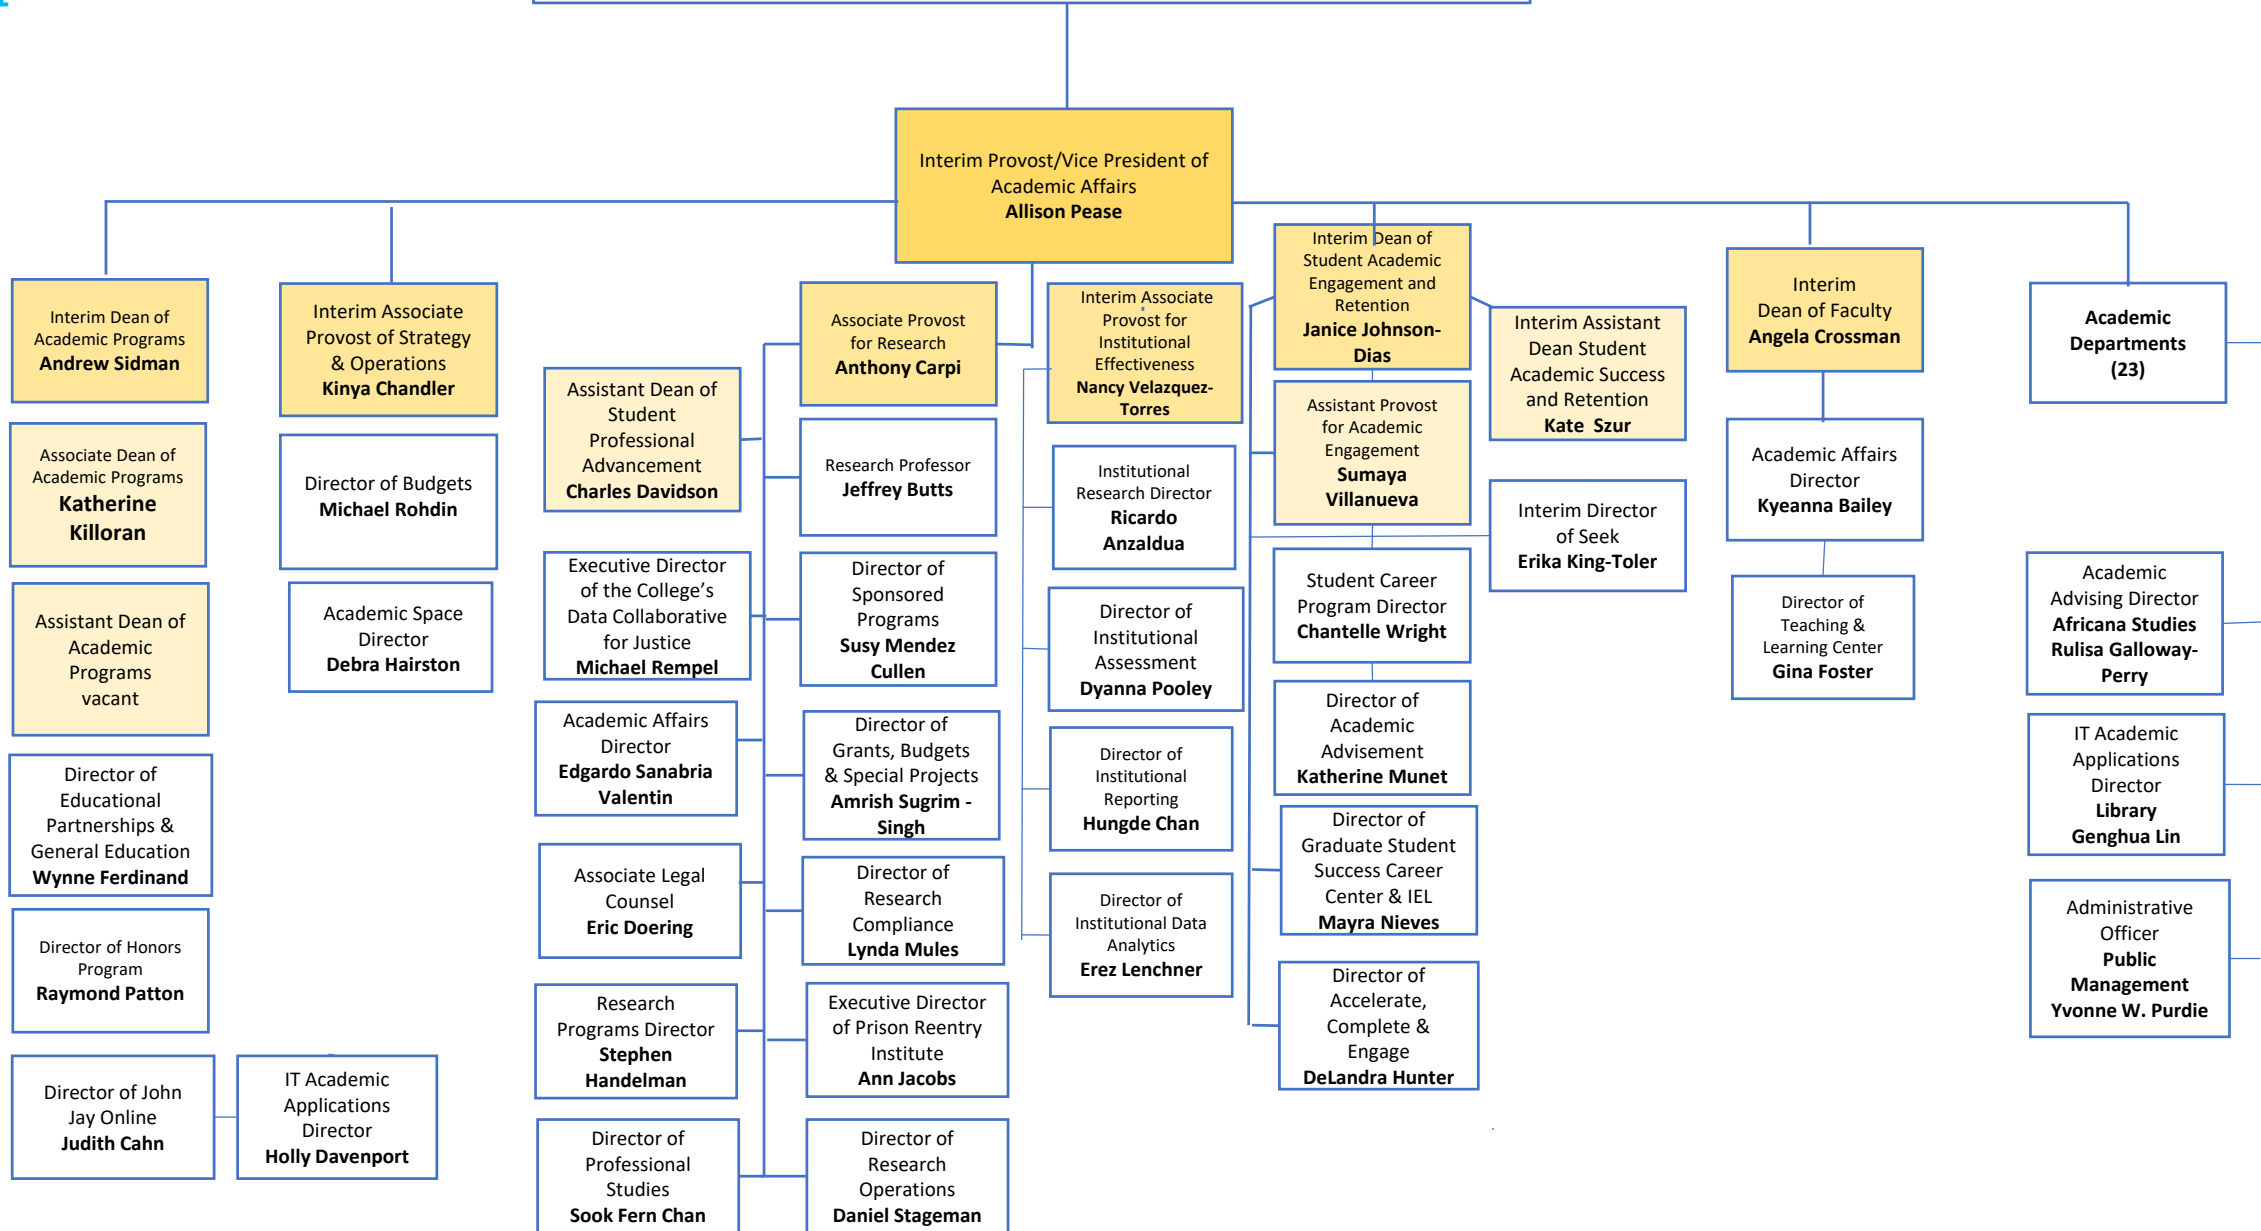 Interim Provost/Vice President of
Academic Affairs
Allison Pease
Interim Dean of
Academic Programs
Andrew Sidman
Associate Dean of
Academic Programs
Katherine
Killoran
Assistant Dean of
Academic
Programs
vacant
Director of
Educational
Partnerships &
General Education
Wynne Ferdinand
Director of Honors
Program
Raymond Patton
Director of John
Jay Online
Judith Cahn
IT Academic
Applications
Director
Holly Davenport
Interim Associate
Provost of Strategy
& Operations
Kinya Chandler
Director of Budgets
Michael Rohdin
Academic Space
Director
Debra Hairston
Assistant Dean of
Student
Professional
Advancement
Charles Davidson
Executive Director
of the College's
Data Collaborative
for Justice
Michael Rempel
Academic Affairs
Director
Edgardo Sanabria
Valentin
Associate Legal
Counsel
Eric Doering
Research
Programs Director
Stephen
Handelman
Director of
Professional
Studies
Sook Fern Chan
Associate Provost
for Research
Anthony Carpi
Research Professor
Jeffrey Butts
Director of
Sponsored
Programs
Susy Mendez
Cullen
Director of
Grants, Budgets
& Special Projects
Amrish Sugrim -
Singh
Director of
Research
Compliance
Lynda Mules
Executive Director
of Prison Reentry
Institute
Ann Jacobs
Director of
Research
Operations
Daniel Stageman
Interim Associate
Provost for
Institutional
Effectiveness
Nancy Velazquez-
Torres
Institutional
Research Director
Ricardo
Anzaldua
Director of
Institutional
Assessment
Dyanna Pooley
Director of
Institutional
Reporting
Hungde Chan
Director of
Institutional Data
Analytics
Erez Lenchner
Interim Dean of
Student Academic
Engagement and
Retention
Janice Johnson-
Dias
Assistant Provost
for Academic
Engagement
Sumaya
Villanueva
Student Career
Program Director
Chantelle Wright
Director of
Academic
Advisement
Katherine Munet
Director of
Graduate Student
Success Career
Center & IEL
Mayra Nieves
Director of
Accelerate,
Complete &
Engage
DeLandra Hunter
Interim Assistant
Dean Student
Academic Success
and Retention
Kate Szur
Interim Director
of Seek
Erika King-Toler
Interim
Dean of Faculty
Angela Crossman
Academic Affairs
Director
Kyeanna Bailey
Director of
Teaching &
Learning Center
Gina Foster
Academic
Departments
(23)
Academic
Advising Director
Africana Studies
Rulisa Galloway-
Perry
IT Academic
Applications
Director
Library
Genghua Lin
Administrative
Officer
Public
Management
Yvonne W. Purdie